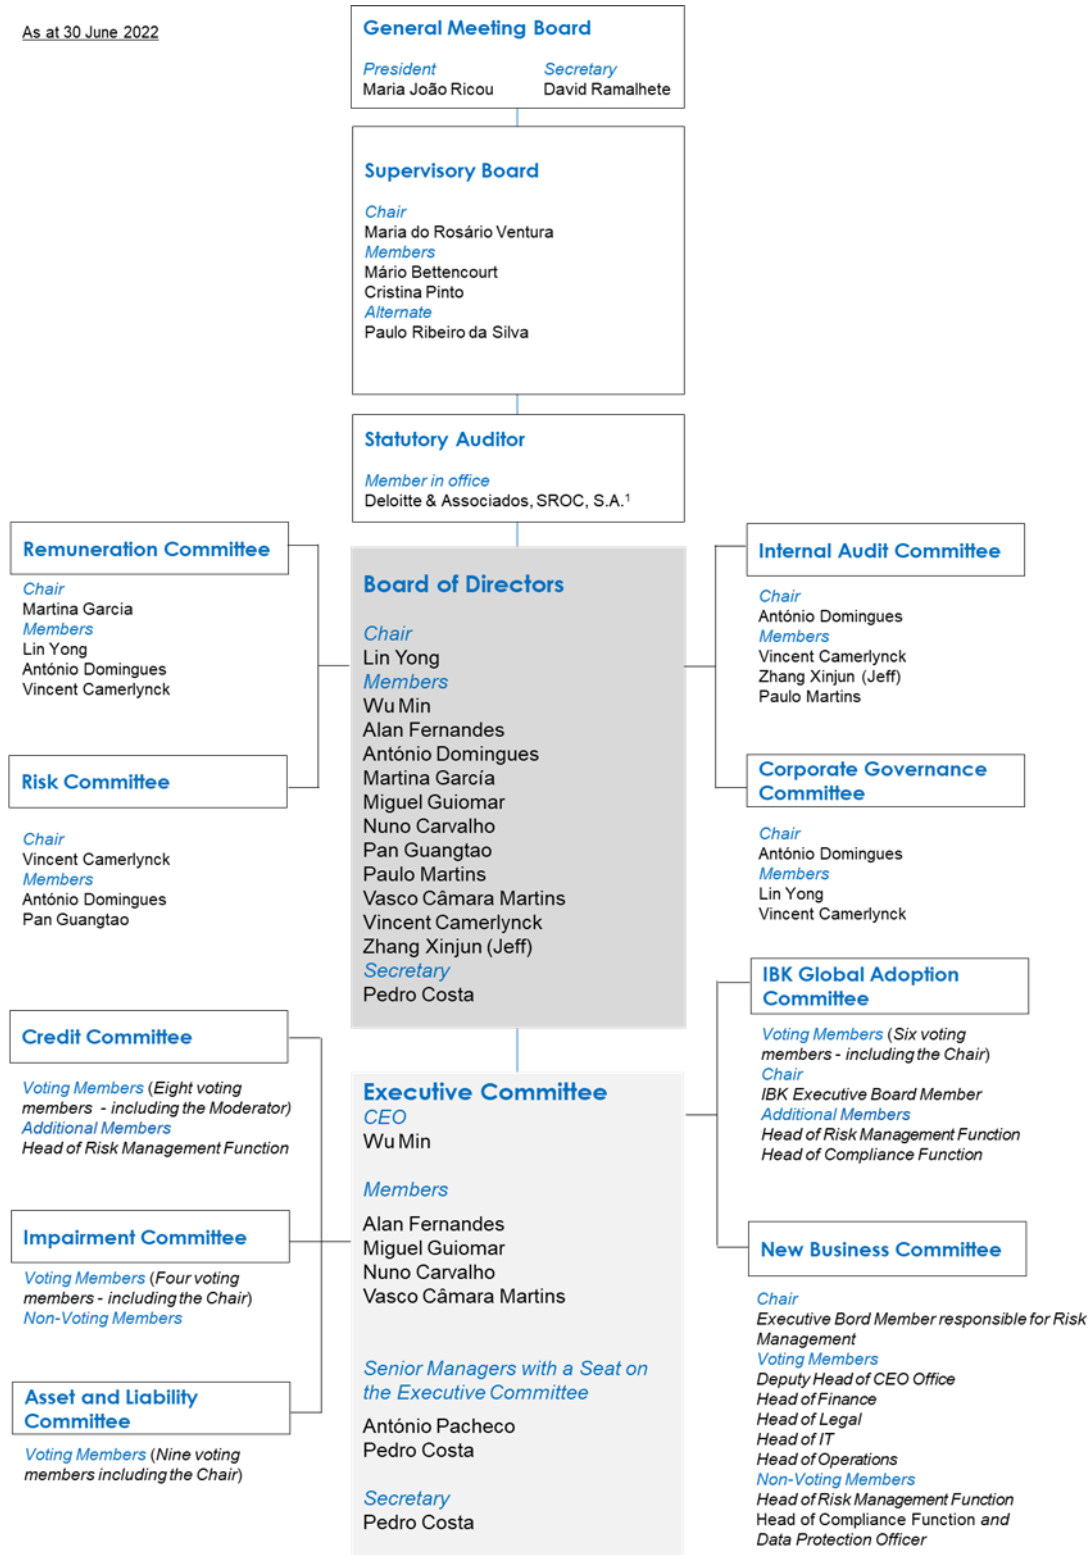 As at 30 June 2022
General Meeting Board
President
Secretary
Maria João Ricou
David Ramalhete
Supervisory Board
Chair
Maria do Rosário Ventura
Members
Mário Bettencourt
Cristina Pinto
Alternate
Paulo Ribeiro da Silva
Statutory Auditor
Member in office
Deloitte & Associados, SROC, S.A.¹
Remuneration Committee
Chair
Martina Garcia
Members
Lin Yong
António Domingues
Vincent Camerlynck
Risk Committee
Chair
Vincent Camerlynck
Members
António Domingues
Pan Guangtao
Board of Directors
Chair
Lin Yong
Members
Wu Min
Alan Fernandes
António Domingues
Martina García
Miguel Guiomar
Nuno Carvalho
Pan Guangtao
Paulo Martins
Vasco Câmara Martins
Vincent Camerlynck
Zhang Xinjun (Jeff)
Secretary
Pedro Costa
Internal Audit Committee
Chair
António Domingues
Members
Vincent Camerlynck
Zhang Xinjun (Jeff)
Paulo Martins
Corporate Governance
Committee
Chair
António Domingues
Members
Lin Yong
Vincent Camerlynck
Credit Committee
Voting Members (Eight voting
members - including the Moderator)
Additional Members
Head of Risk Management Function
Impairment Committee
Voting Members (Four voting
members - including the Chair)
Non-Voting Members
Asset and Liability
Committee
Voting Members (Nine voting
members including the Chair)
Executive Committee
CEO
Wu Min
Members
Alan Fernandes
Miguel Guiomar
Nuno Carvalho
Vasco Câmara Martins
Senior Managers with a Seat on
the Executive Committee
António Pacheco
Pedro Costa
Secretary
Pedro Costa
IBK Global Adoption
Committee
Voting Members (Six voting
members - including the Chair)
Chair
IBK Executive Board Member
Additional Members
Head of Risk Management Function
Head of Compliance Function
New Business Committee
Chair
Executive Bord Member responsible for Risk
Management
Voting Members
Deputy Head of CEO Office
Head of Finance
Head of Legal
Head of IT
Head of Operations
Non-Voting Members
Head of Risk Management Function
Head of Compliance Function and
Data Protection Officer